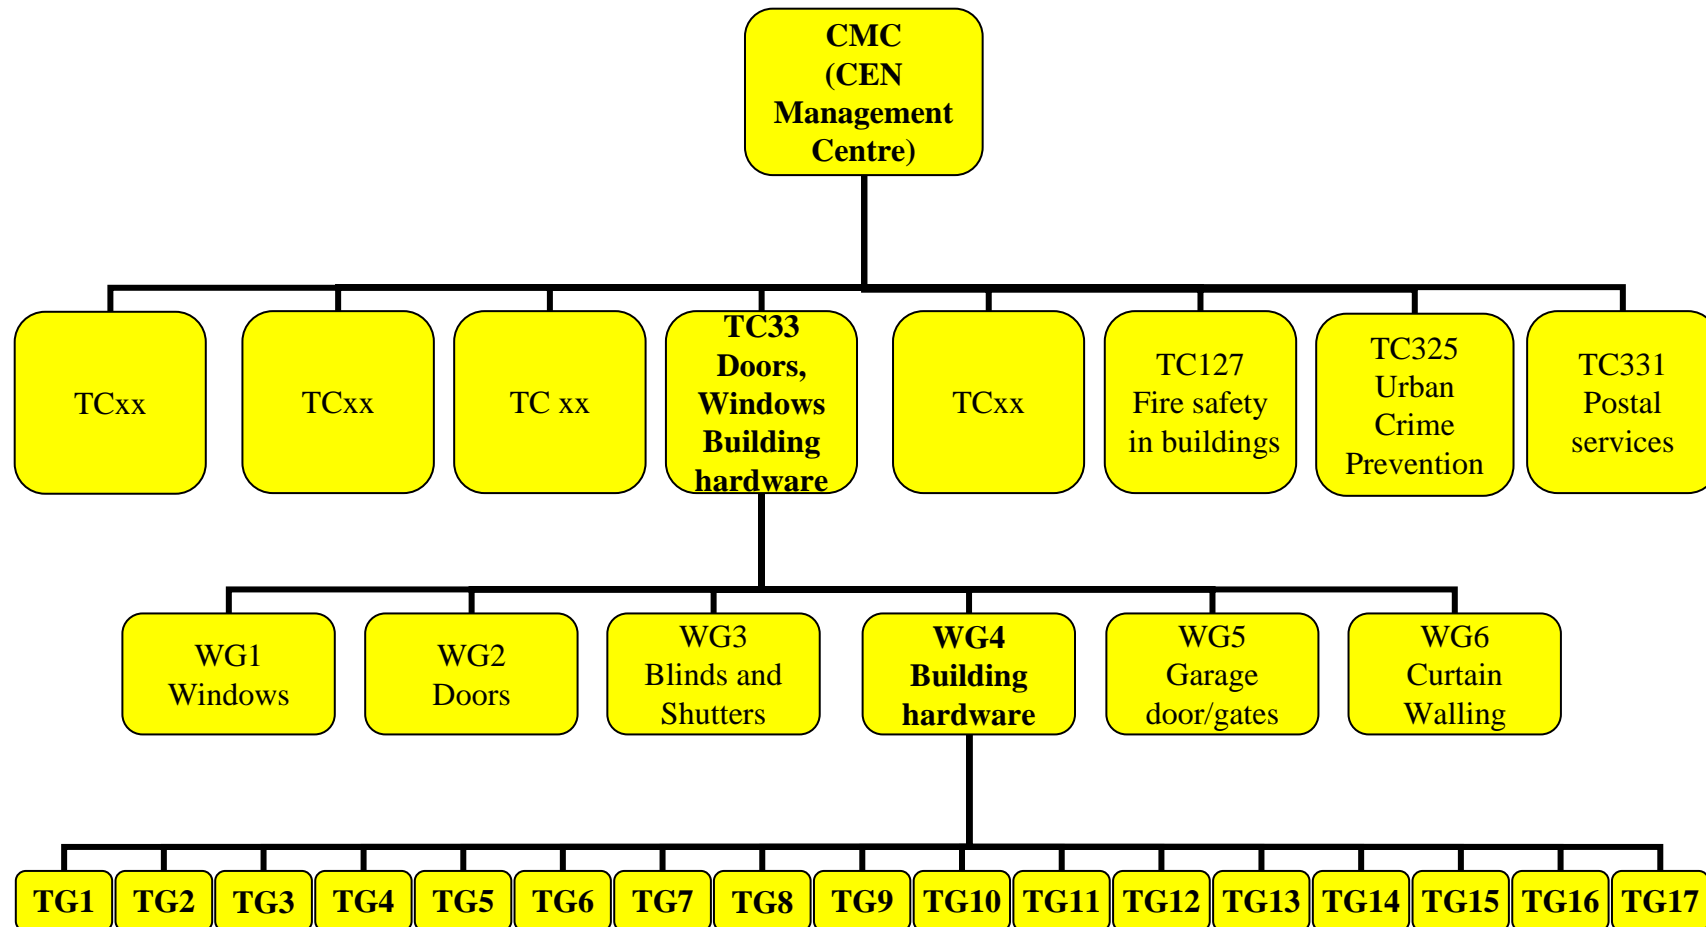 CMC
(CEN
Management
Centre)
TCxx
TCxx
TC xx
TC33
Doors,
Windows
Building
hardware
TCxx
TC127
Fire safety
in buildings
TC325
Urban
Crime
Prevention
TC331
Postal
services
WG1
Windows
WG2
Doors
WG3
Blinds and
Shutters
WG4
Building
hardware
WG5
Garage
door/gates
WG6
Curtain
Walling
TG1
TG2
TG3
TG4
TG5
TG6
TG7
TG8
TG9
TG10
TG11
TG12
TG13
TG14
TG15
TG16
TG17